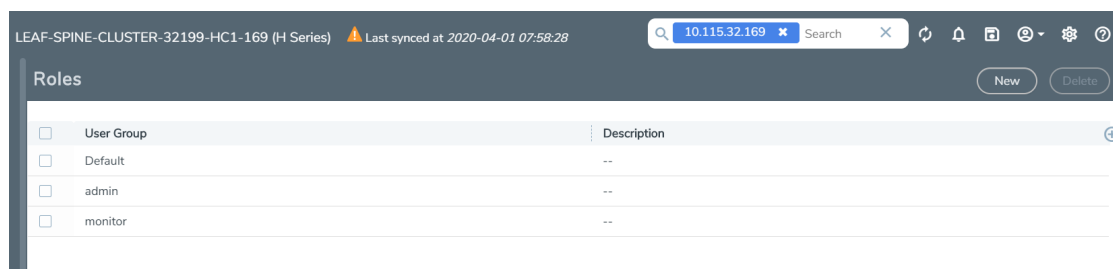 LEAF-SPINE-CLUSTER-32199-HC1-169 (H Series) Last synced at 2020-04-01 07:58:28 10.115.32.169 Search
Roles New Delete
User Group Description
Default --
admin --
monitor --